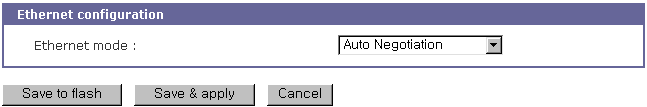 Ethernet configuration
Ethernet mode : Auto Negotiation
Save to flash Save & apply Cancel